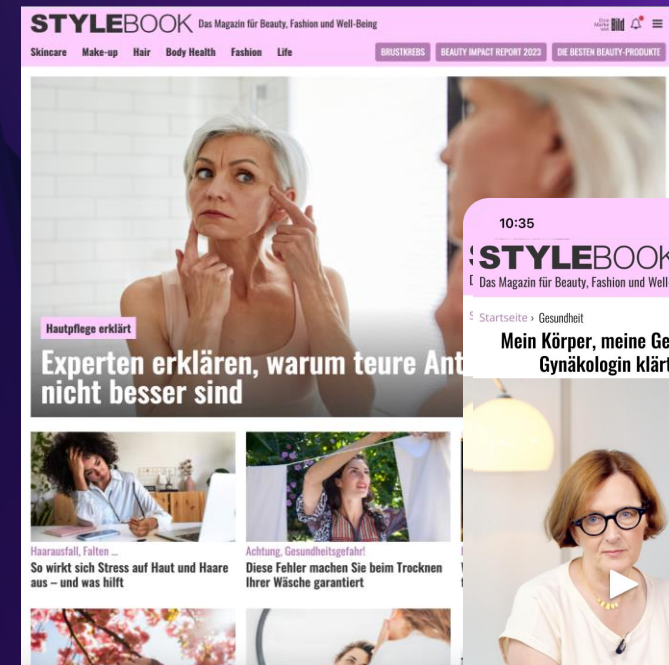 STYLEBOOK Das Magazin für Beauty, Fashion und Well-Being
Eine Marke von Bild
Skincare Make-up Hair Body Health Fashion Life
BRUSTKREBS BEAUTY IMPACT REPORT 2023 DIE BESTEN BEAUTY-PRODUKTE
Hautpflege erklärt
Experten erklären, warum teure Ant
nicht besser sind
Haarausfall, Falten ...
So wirkt sich Stress auf Haut und Haare
aus – und was hilft
Achtung, Gesundheitsgefahr!
Diese Fehler machen Sie beim Trocknen
Ihrer Wäsche garantiert
10:35
STYLEBOOK
Das Magazin für Beauty, Fashion und Well-
Startseite › Gesundheit
Mein Körper, meine Ge
Gynäkologin klärt